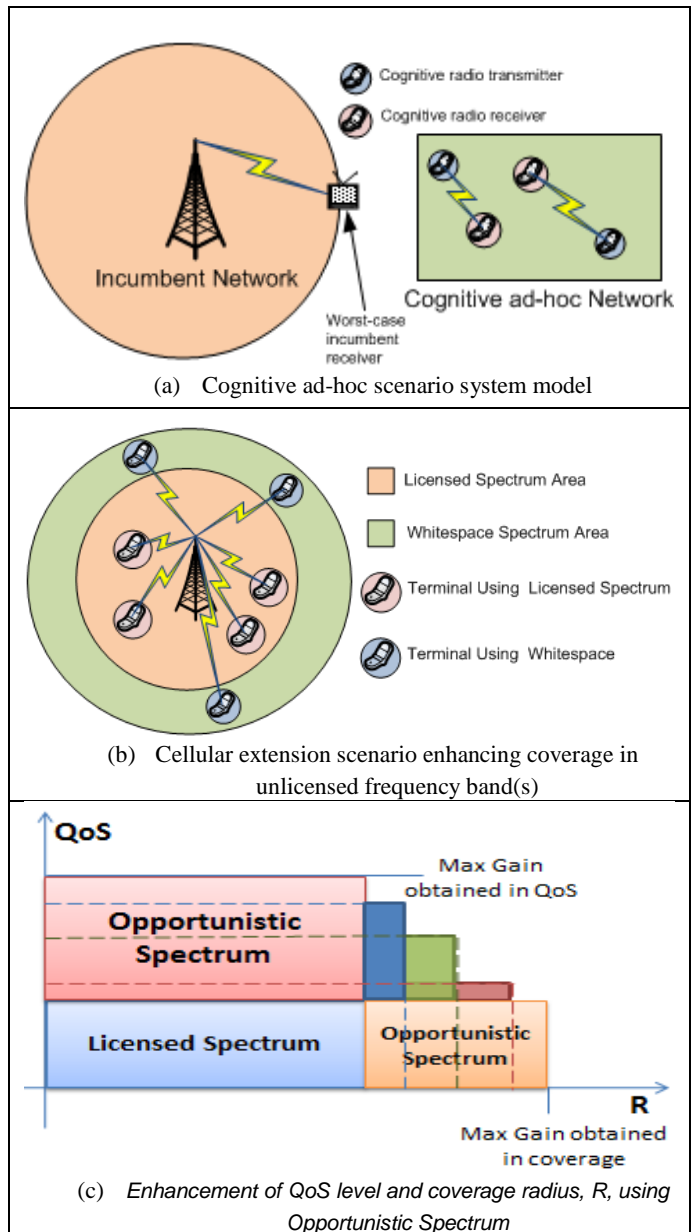 Cognitive radio transmitter
Cognitive radio receiver
Incumbent Network
Cognitive ad-hoc Network
Worst-case
incumbent
receiver
(a) Cognitive ad-hoc scenario system model
Licensed Spectrum Area
Whitespace Spectrum Area
Terminal Using Licensed Spectrum
Terminal Using Whitespace
(b) Cellular extension scenario enhancing coverage in
unlicensed frequency band(s)
QoS
Max Gain
obtained in QoS
Opportunistic
Spectrum
Licensed Spectrum
Opportunistic
Spectrum
R
Max Gain obtained
in coverage
(c) Enhancement of QoS level and coverage radius, R, using
Opportunistic Spectrum